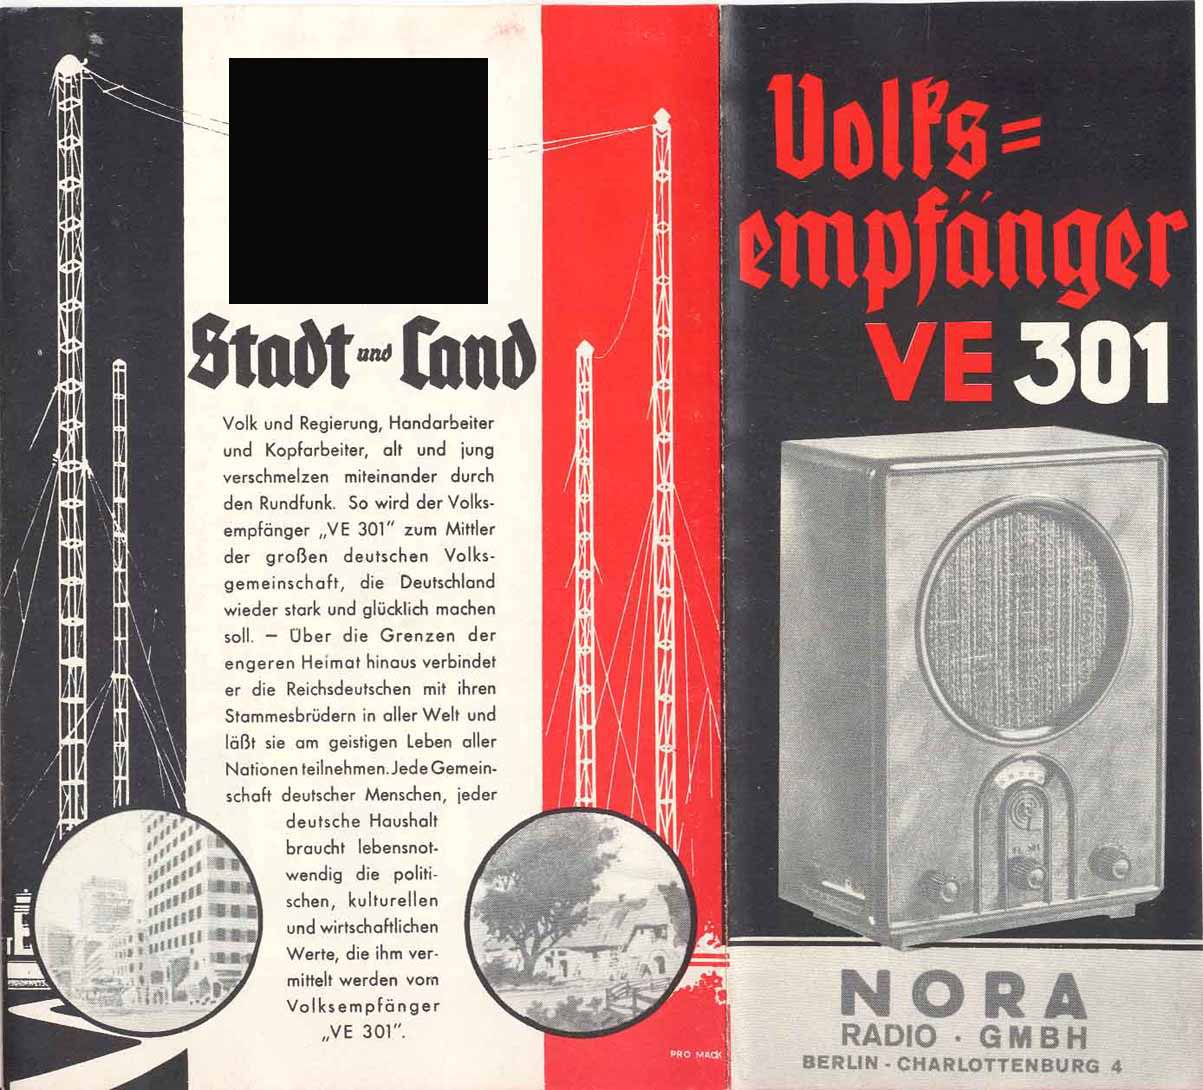 Stadt und Land
Volk und Regierung, Handarbeiter
und Kopfarbeiter, alt und jung
verschmelzen miteinander durch
den Rundfunk. So wird der Volks-
empfänger „VE 301” zum Mittler
der großen deutschen Volks-
gemeinschaft, die Deutschland
wieder stark und glücklich machen
soll. — Über die Grenzen der
engeren Heimat hinaus verbindet
er die Reichsdeutschen mit ihren
Stammesbrüdern in aller Welt und
läßt sie am geistigen Leben aller
Nationen teilnehmen. Jede Gemein-
schaft deutscher Menschen, jeder
deutsche Haushalt
braucht lebensnot-
wendig die politi-
schen, kulturellen
und wirtschaftlichen
Werte, die ihm ver-
mittelt werden vom
Volksempfänger
„VE 301”.
PRO MACK
Volks=
empfänger
VE 301
NORA
RADIO · GMBH
BERLIN - CHARLOTTENBURG 4